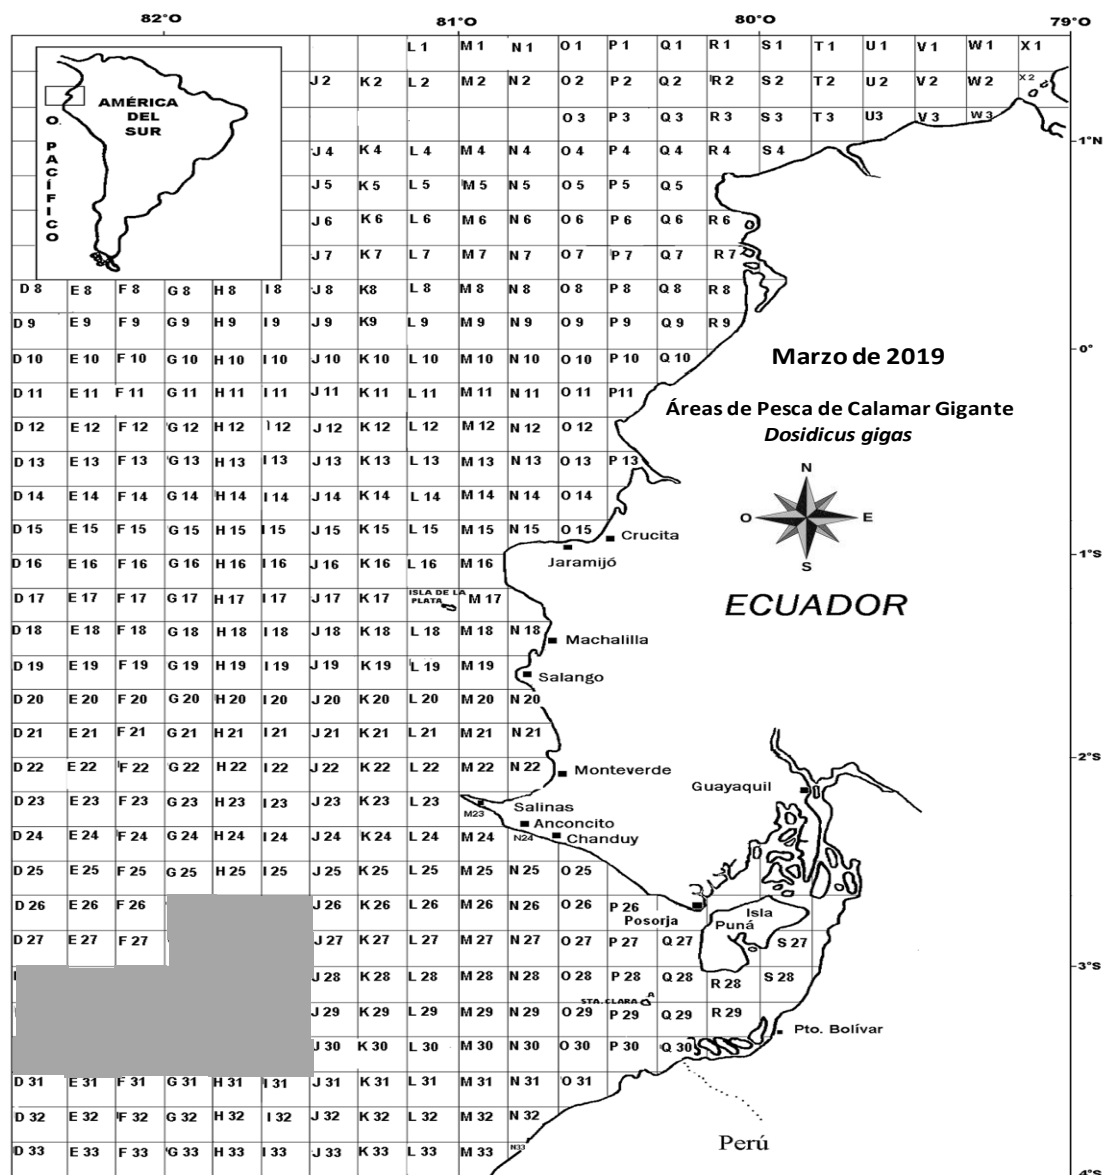 82°O 81°O 80°O 79°O
L 1 M 1 N 1 O 1 P 1 Q 1 R 1 S 1 T 1 U 1 V 1 W 1 X 1
J 2 K 2 L 2 M 2 N 2 O 2 P 2 Q 2 R 2 S 2 T 2 U 2 V 2 W 2 X 2
AMÉRICA
DEL
SUR
O. PACÍFICO
O 3 P 3 Q 3 R 3 S 3 T 3 U3 V 3 W 3
1°N
J 4 K 4 L 4 M 4 N 4 O 4 P 4 Q 4 R 4 S 4
J 5 K 5 L 5 M 5 N 5 O 5 P 5 Q 5
J 6 K 6 L 6 M 6 N 6 O 6 P 6 Q 6 R 6
J 7 K 7 L 7 M 7 N 7 O 7 P 7 Q 7 R 7
D 8 E 8 F 8 G 8 H 8 I 8 J 8 K8 L 8 M 8 N 8 O 8 P 8 Q 8 R 8
D 9 E 9 F 9 G 9 H 9 I 9 J 9 K9 L 9 M 9 N 9 O 9 P 9 Q 9 R 9
D 10 E 10 F 10 G 10 H 10 I 10 J 10 K 10 L 10 M 10 N 10 O 10 P 10 Q 10 0°
Marzo de 2019
D 11 E 11 F 11 G 11 H 11 I 11 J 11 K 11 L 11 M 11 N 11 O 11 P11
Áreas de Pesca de Calamar Gigante
Dosidicus gigas
D 12 E 12 F 12 G 12 H 12 I 12 J 12 K 12 L 12 M 12 N 12 O 12
D 13 E 13 F 13 G 13 H 13 I 13 J 13 K 13 L 13 M 13 N 13 O 13 P 13
D 14 E 14 F 14 G 14 H 14 I 14 J 14 K 14 L 14 M 14 N 14 O 14
N
O E
S
D 15 E 15 F 15 G 15 H 15 I 15 J 15 K 15 L 15 M 15 N 15 O 15
Crucita
Jaramijó
1°S
D 16 E 16 F 16 G 16 H 16 I 16 J 16 K 16 L 16 M 16
D 17 E 17 F 17 G 17 H 17 I 17 J 17 K 17 M 17
ISLA DE LA
PLATA
ECUADOR
D 18 E 18 F 18 G 18 H 18 I 18 J 18 K 18 L 18 M 18 N 18
Machalilla
D 19 E 19 F 19 G 19 H 19 I 19 J 19 K 19 L 19 M 19
Salango
D 20 E 20 F 20 G 20 H 20 I 20 J 20 K 20 L 20 M 20 N 20
D 21 E 21 F 21 G 21 H 21 I 21 J 21 K 21 L 21 M 21 N 21
2°S
D 22 E 22 F 22 G 22 H 22 I 22 J 22 K 22 L 22 M 22 N 22
Monteverde
Guayaquil
D 23 E 23 F 23 G 23 H 23 I 23 J 23 K 23 L 23 M23
Salinas
Anconcito
D 24 E 24 F 24 G 24 H 24 I 24 J 24 K 24 L 24 M 24 N24
Chanduy
D 25 E 25 F 25 G 25 H 25 I 25 J 25 K 25 L 25 M 25 N 25 O 25
D 26 E 26 F 26 J 26 K 26 L 26 M 26 N 26 O 26 P 26
Posorja
Isla
Puná
D 27 E 27 F 27 J 27 K 27 L 27 M 27 N 27 O 27 P 27 Q 27 S 27
3°S
J 28 K 28 L 28 M 28 N 28 O 28 P 28 Q 28 R 28 S 28
STA. CLARA
J 29 K 29 L 29 M 29 N 29 O 29 P 29 Q 29 R 29
Pto. Bolívar
J 30 K 30 L 30 M 30 N 30 O 30 P 30 Q 30
D 31 E 31 F 31 G 31 H 31 I 31 J 31 K 31 L 31 M 31 N 31 O 31
D 32 E 32 F 32 G 32 H 32 I 32 J 32 K 32 L 32 M 32 N 32
Perú
D 33 E 33 F 33 G 33 H 33 I 33 J 33 K 33 L 33 M 33 N33
4°S